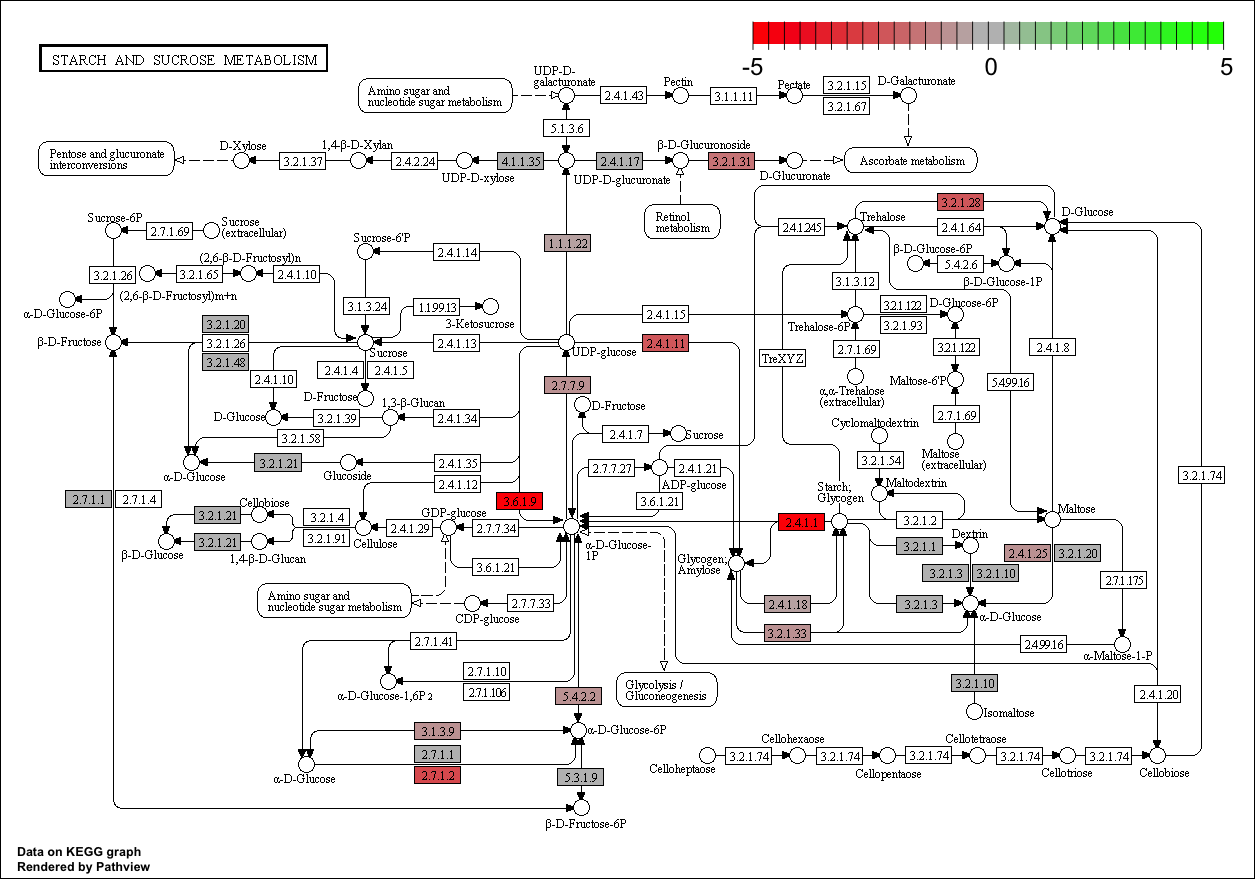 STARCH AND SUCROSE METABOLISM
-5
0
5
Amino sugar and
nucleotide sugar metabolism
UDP-D-
galacturonate
2.4.1.43
Pectin
3.1.1.11
Pectate
3.2.1.15
3.2.1.67
D-Galacturonate
5.1.3.6
Pentose and glucuronate
interconversions
D-Xylose
3.2.1.37
1,4-β-D-Xylan
2.4.2.24
UDP-D-xylose
4.1.1.35
2.4.1.17
UDP-D-glucuronate
β-D-Glucuronoside
3.2.1.31
D-Glucuronate
Ascorbate metabolism
Retinol
metabolism
Sucrose-6P
2.7.1.69
Sucrose
(extracellular)
1.1.1.22
Sucrose-6'P
2.4.1.14
2.4.1.245
Trehalose
3.2.1.28
2.4.1.64
D-Glucose
β-D-Glucose-6P
5.4.2.6
β-D-Glucose-1P
3.2.1.26
3.2.1.65
(2,6-β-D-Fructosyl)n
2.4.1.10
(2,6-β-D-Fructosyl)m+n
α-D-Glucose-6P
3.1.3.24
1.1.99.13
3-Ketosucrose
3.1.3.12
3.2.1.122
3.2.1.93
D-Glucose-6P
2.4.1.15
Trehalose-6P
β-D-Fructose
3.2.1.20
3.2.1.26
3.2.1.48
Sucrose
2.4.1.13
UDP-glucose
2.4.1.11
TreXYZ
2.7.1.69
3.2.1.122
2.4.1.8
2.4.1.10
2.4.1.4
2.4.1.5
2.7.7.9
α,α-Trehalose
(extracellular)
Maltose-6'P
5.4.99.16
D-Fructose
D-Fructose
D-Glucose
3.2.1.39
1,3-β-Glucan
2.4.1.34
2.7.1.69
Cyclomaltodextrin
3.2.1.58
2.4.1.7
Sucrose
Maltose
(extracellular)
α-D-Glucose
3.2.1.21
Glucoside
2.4.1.35
2.7.7.27
2.4.1.21
ADP-glucose
3.2.1.54
3.2.1.74
2.7.1.1
2.7.1.4
2.4.1.12
3.6.1.9
3.6.1.21
Starch;
Glycogen
Maltodextrin
Maltose
3.2.1.21
Cellobiose
3.2.1.4
3.2.1.91
Cellulose
2.4.1.29
GDP-glucose
2.7.7.34
2.4.1.1
3.2.1.2
β-D-Glucose
3.2.1.21
1,4-β-D-Glucan
α-D-Glucose-
1P
3.6.1.21
Glycogen;
Amylose
3.2.1.1
Dextrin
3.2.1.3
3.2.1.10
2.4.1.25
3.2.1.20
2.7.1.175
Amino sugar and
nucleotide sugar metabolism
2.7.7.33
CDP-glucose
2.4.1.18
3.2.1.3
α-D-Glucose
3.2.1.33
2.7.1.41
2.4.99.16
α-Maltose-1-P
2.7.1.10
2.7.1.106
α-D-Glucose-1,6P2
5.4.2.2
Glycolysis /
Gluconeogenesis
3.2.1.10
Isomaltose
2.4.1.20
3.1.3.9
2.7.1.1
2.7.1.2
α-D-Glucose-6P
α-D-Glucose
5.3.1.9
β-D-Fructose-6P
Celloheptaose
3.2.1.74
Cellohexaose
3.2.1.74
Cellopentaose
3.2.1.74
Cellotetraose
3.2.1.74
Cellotriose
3.2.1.74
Cellobiose
Data on KEGG graph
Rendered by Pathview